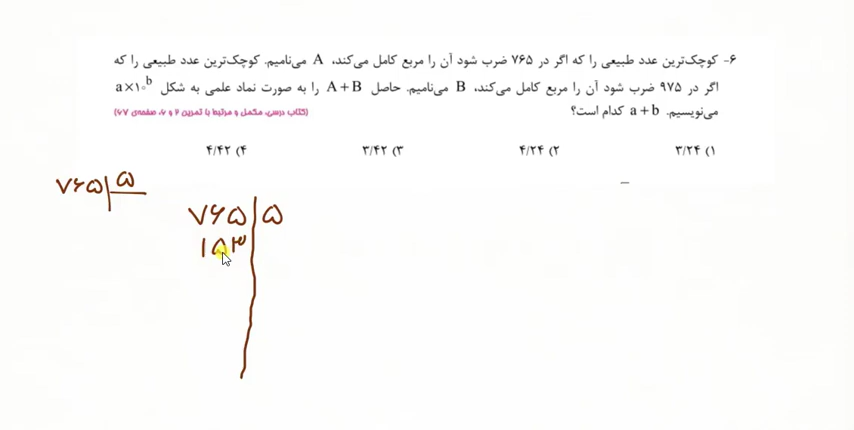 ۶- کوچک‌ترین عدد طبیعی را که اگر در ۷۶۵ ضرب شود آن را مربع کامل می‌کند، A می‌نامیم. کوچک‌ترین عدد طبیعی را که
اگر در ۹۷۵ ضرب شود آن را مربع کامل می‌کند، B می‌نامیم. حاصل A+B را به صورت نماد علمی به شکل a×۱۰^b
می‌نویسیم. a+b کدام است؟ (کتاب درسی، مکمل و مرتبط با تمرین ۲ و ۶، صفحه‌ی ۶۷)
۱) ۳/۲۴ ۲) ۴/۲۴ ۳) ۳/۴۲ ۴) ۴/۴۲
۷۶۵ ۵
۷۶۵ ۵
۱۵۳